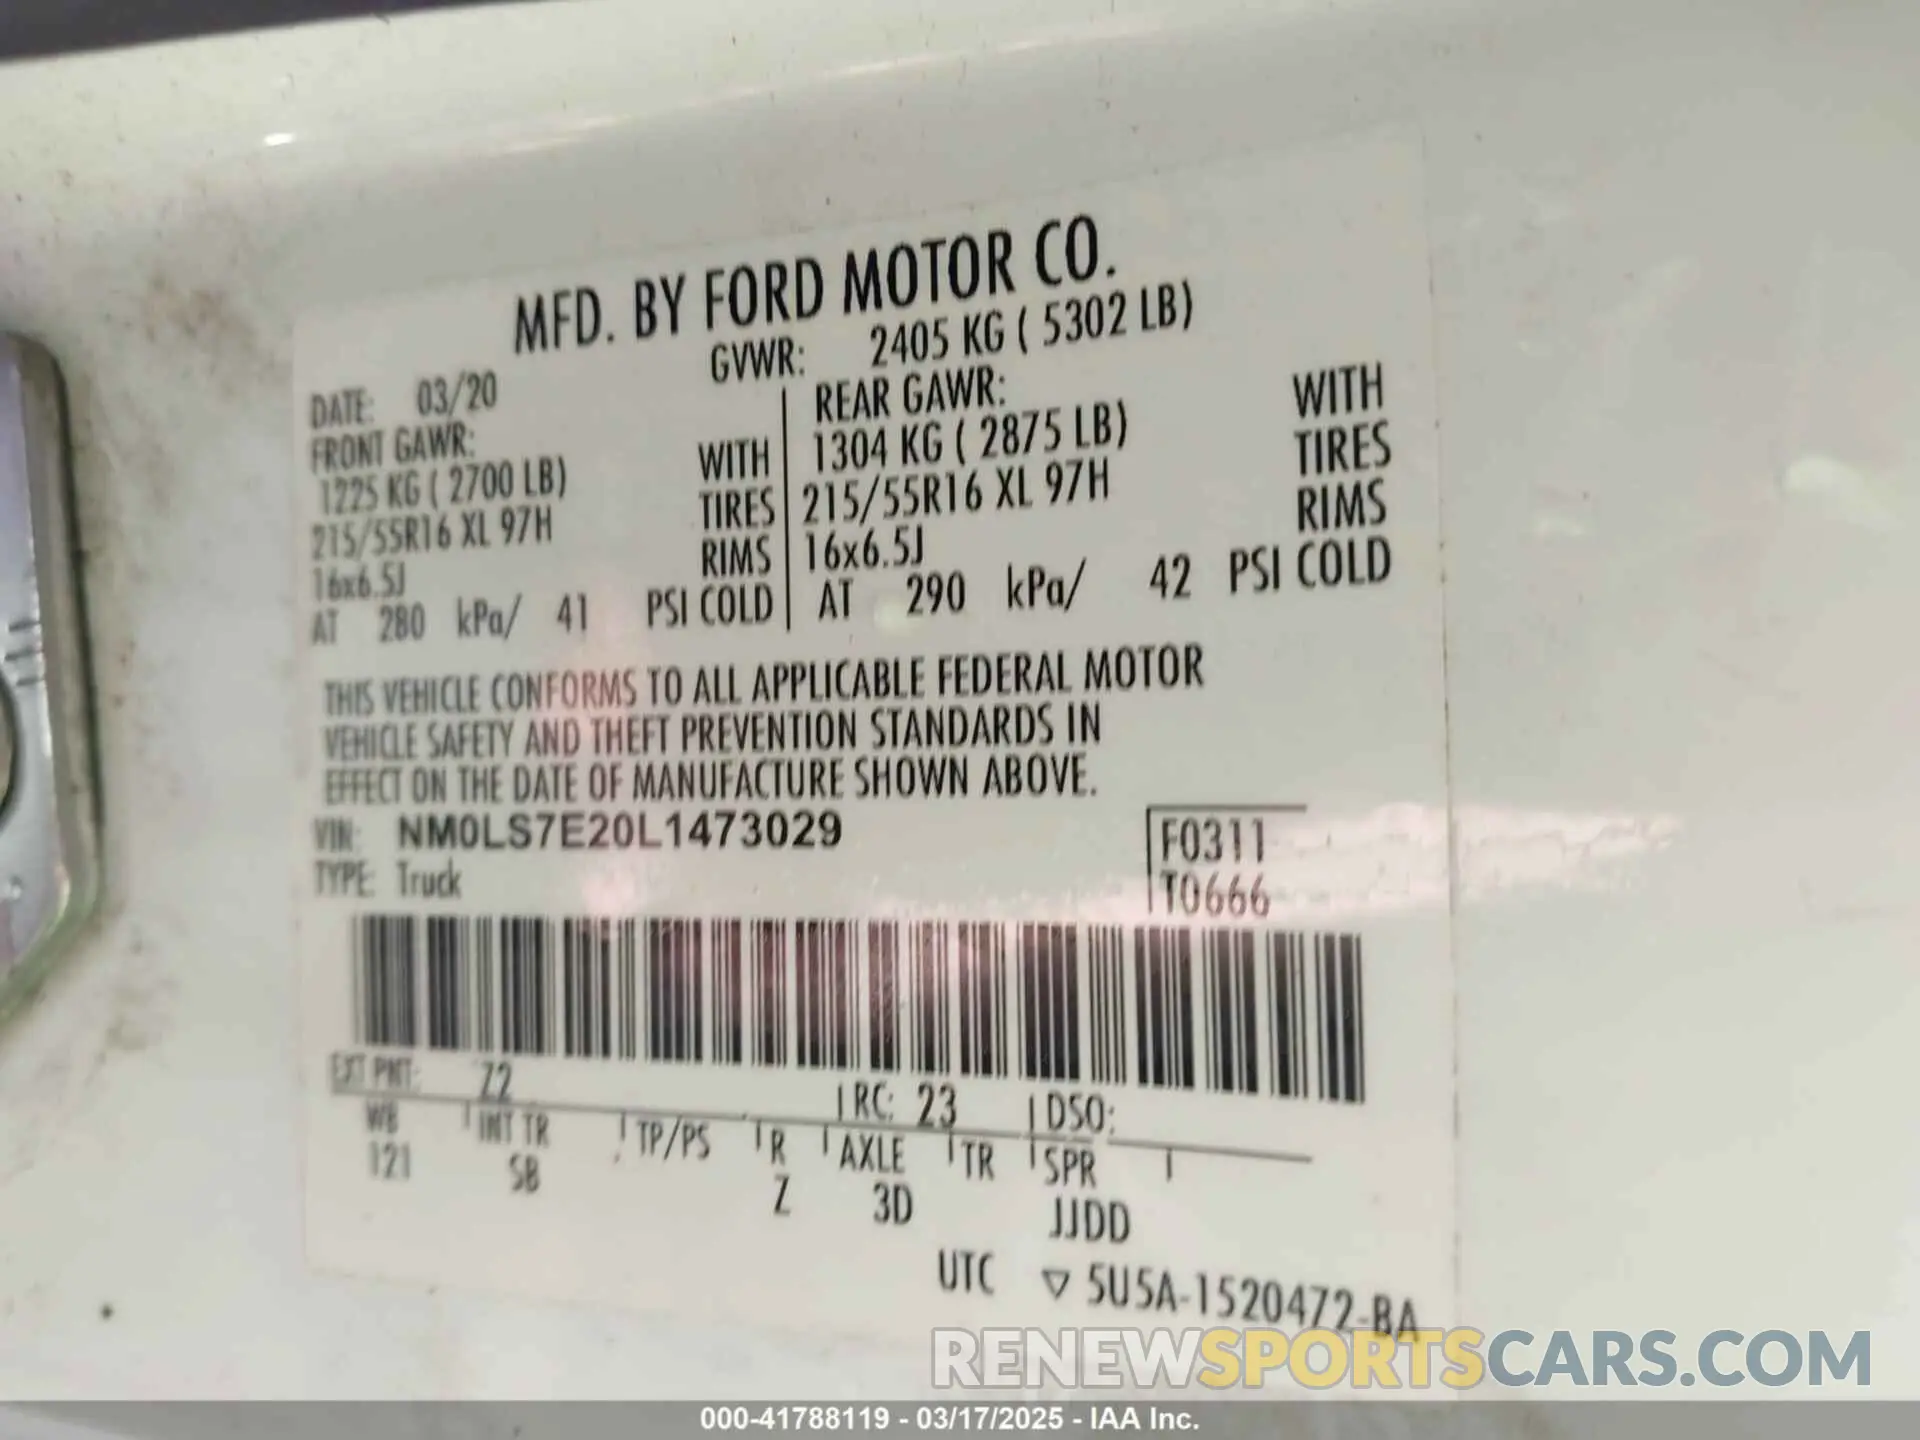 MFD. BY FORD MOTOR CO.
DATE: 03/20 GVWR: 2405 KG ( 5302 LB)
FRONT GAWR: REAR GAWR:
1225 KG ( 2700 LB) WITH 1304 KG ( 2875 LB) WITH
215/55R16 XL 97H TIRES 215/55R16 XL 97H TIRES
16x6.5J RIMS 16x6.5J RIMS
AT 280 kPa/ 41 PSI COLD AT 290 kPa/ 42 PSI COLD
THIS VEHICLE CONFORMS TO ALL APPLICABLE FEDERAL MOTOR
VEHICLE SAFETY AND THEFT PREVENTION STANDARDS IN
EFFECT ON THE DATE OF MANUFACTURE SHOWN ABOVE.
VIN: NM0LS7E20L1473029 F0311
TYPE: Truck T0666
EXT PNT: Z2 RC: 23 DSO:
WB INT TR TP/PS R AXLE TR SPR
121 SB Z 3D JJDD
UTC ▽ 5U5A-1520472-BA
RENEWSPORTSCARS.COM
000-41788119 - 03/17/2025 - IAA Inc.